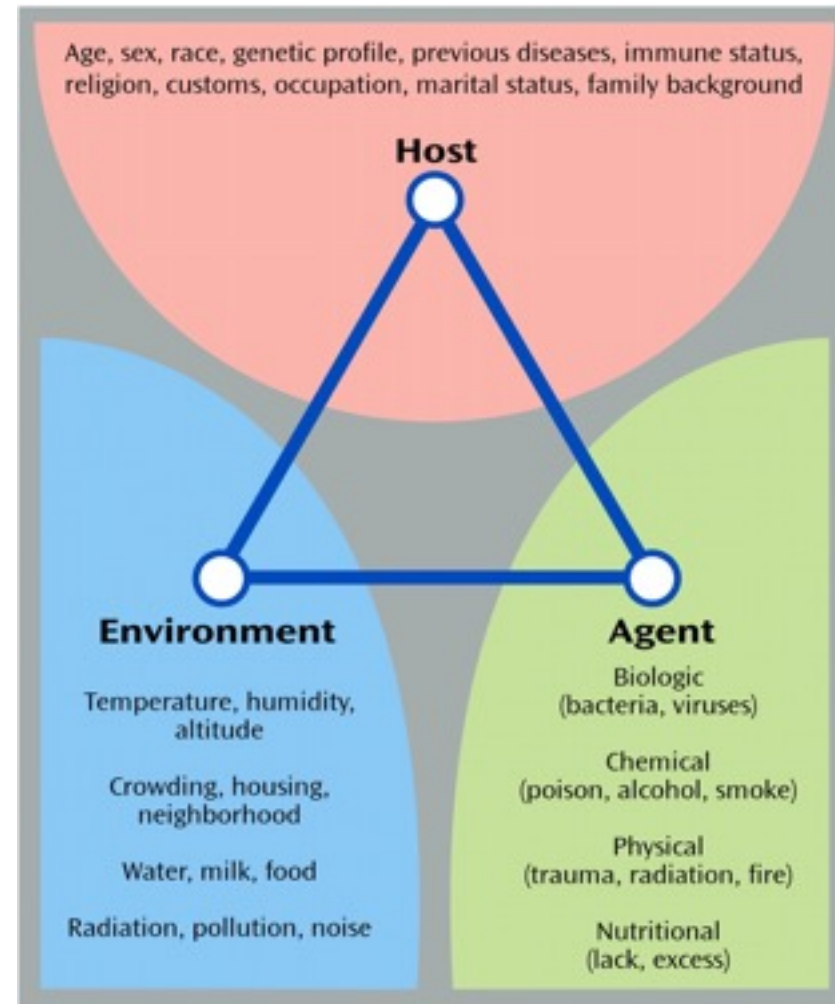 Age, sex, race, genetic profile, previous diseases, immune status,
religion, customs, occupation, marital status, family background
Host
Environment
Temperature, humidity,
altitude
Crowding, housing,
neighborhood
Water, milk, food
Radiation, pollution, noise
Agent
Biologic
(bacteria, viruses)
Chemical
(poison, alcohol, smoke)
Physical
(trauma, radiation, fire)
Nutritional
(lack, excess)